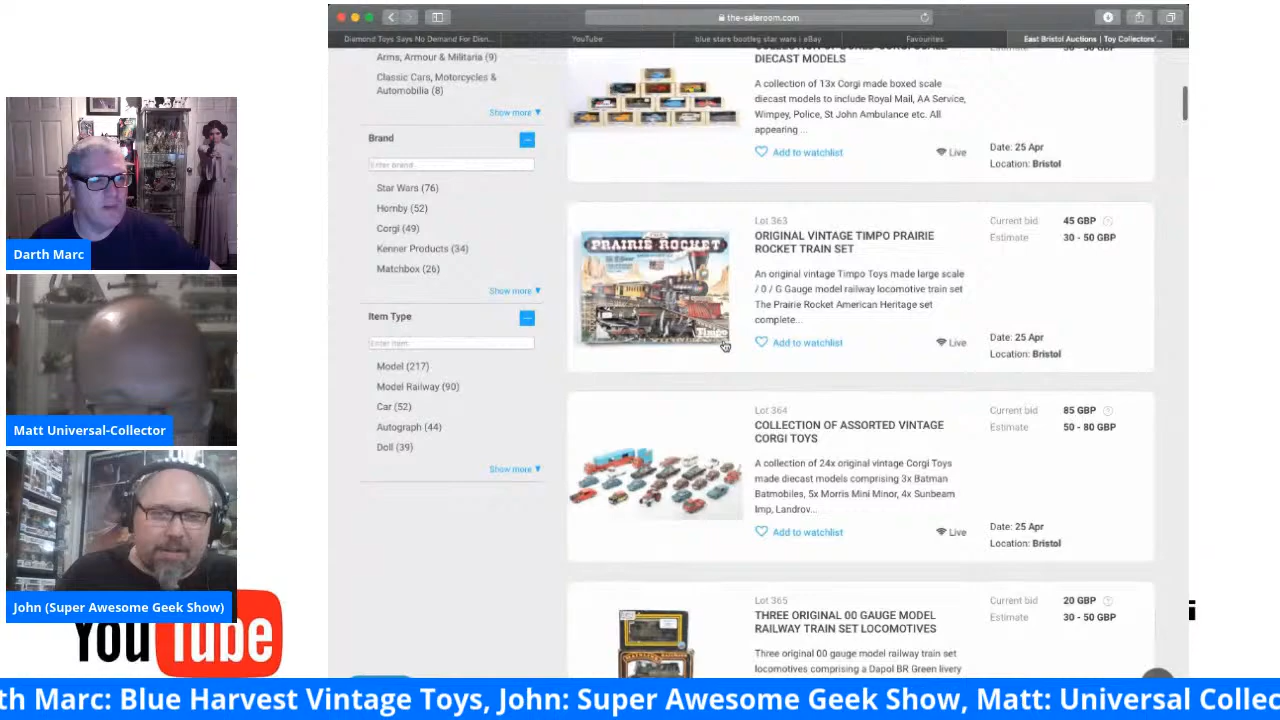 the-saleroom.com
Diamond Toys Says No Demand For Disn...
YouTube
blue stars bootleg star wars | eBay
Favourites
East Bristol Auctions | Toy Collectors'...
Arms, Armour & Militaria (9)
Classic Cars, Motorcycles &
Automobilia (8)
Show more
Brand
Enter brand
Star Wars (76)
Hornby (52)
Corgi (49)
Kenner Products (34)
Matchbox (26)
Show more
Item Type
Enter item
Model (217)
Model Railway (90)
Car (52)
Autograph (44)
Doll (39)
Show more
DIECAST MODELS
A collection of 13x Corgi made boxed scale
diecast models to include Royal Mail, AA Service,
Wimpey, Police, St John Ambulance etc. All
appearing ...
Add to watchlist
Live
Date: 25 Apr
Location: Bristol
PRAIRIE ROCKET
Timpo
Lot 363
ORIGINAL VINTAGE TIMPO PRAIRIE
ROCKET TRAIN SET
An original vintage Timpo Toys made large scale
/ 0 / G Gauge model railway locomotive train set
The Prairie Rocket American Heritage set
complete...
Add to watchlist
Live
Current bid 45 GBP
Estimate 30 - 50 GBP
Date: 25 Apr
Location: Bristol
Lot 364
COLLECTION OF ASSORTED VINTAGE
CORGI TOYS
A collection of 24x original vintage Corgi Toys
made diecast models comprising 3x Batman
Batmobiles, 5x Morris Mini Minor, 4x Sunbeam
Imp, Landrov...
Add to watchlist
Live
Current bid 85 GBP
Estimate 50 - 80 GBP
Date: 25 Apr
Location: Bristol
Lot 365
THREE ORIGINAL 00 GAUGE MODEL
RAILWAY TRAIN SET LOCOMOTIVES
Three original 00 gauge model railway train set
locomotives comprising a Dapol BR Green livery
Current bid 20 GBP
Estimate 30 - 50 GBP
Darth Marc
Matt Universal-Collector
John (Super Awesome Geek Show)
YouTube
th Marc: Blue Harvest Vintage Toys, John: Super Awesome Geek Show, Matt: Universal Collec